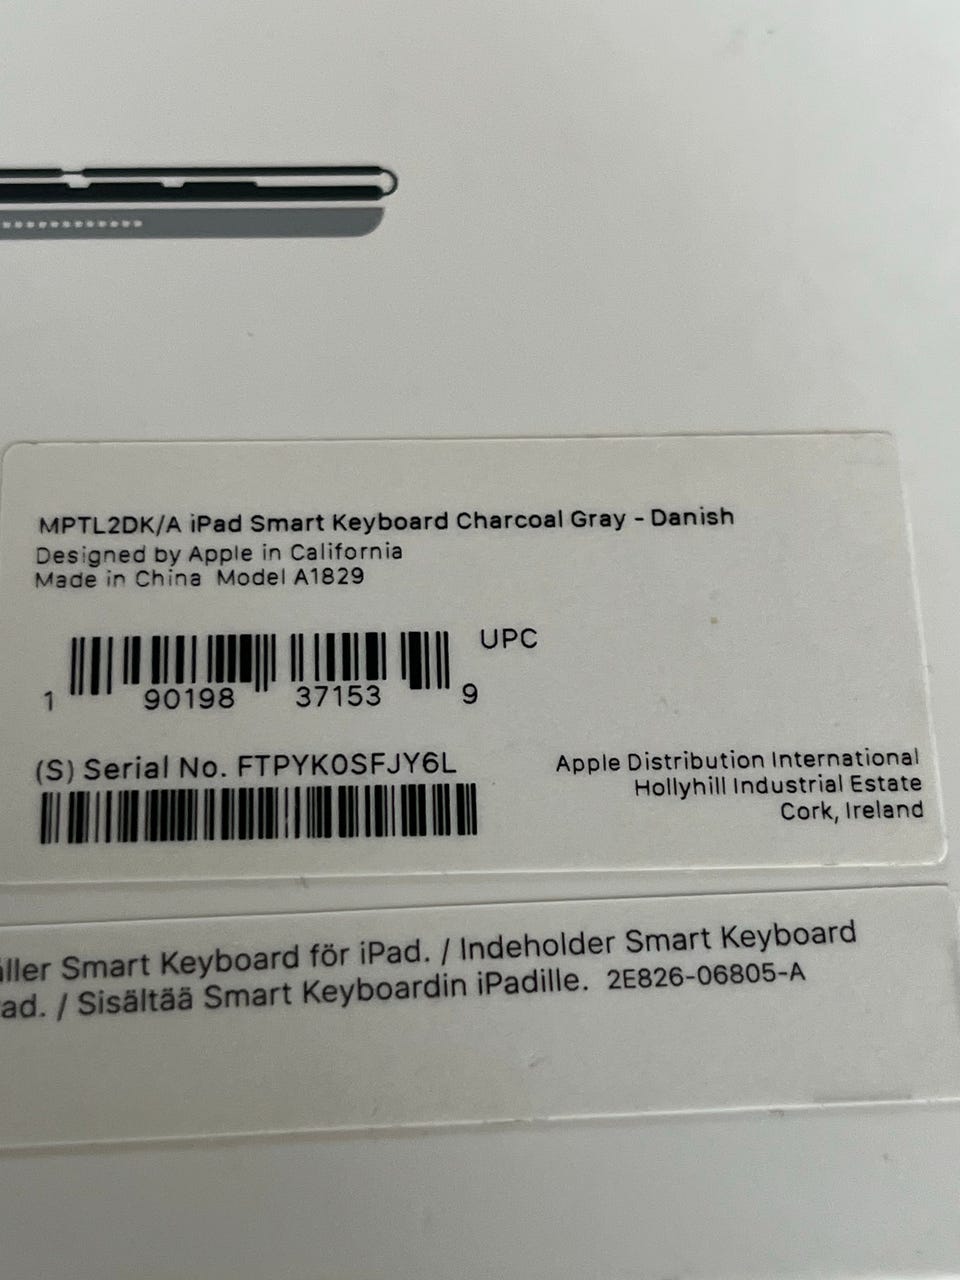 MPTL2DK/A iPad Smart Keyboard Charcoal Gray - Danish
Designed by Apple in California
Made in China Model A1829
UPC
1 90198 37153 9
(S) Serial No. FTPYK0SFJY6L
Apple Distribution International
Hollyhill Industrial Estate
Cork, Ireland
Smart Keyboard för iPad. / Indeholder Smart Keyboard
/ Sisältää Smart Keyboardin iPadille. 2E826-06805-A